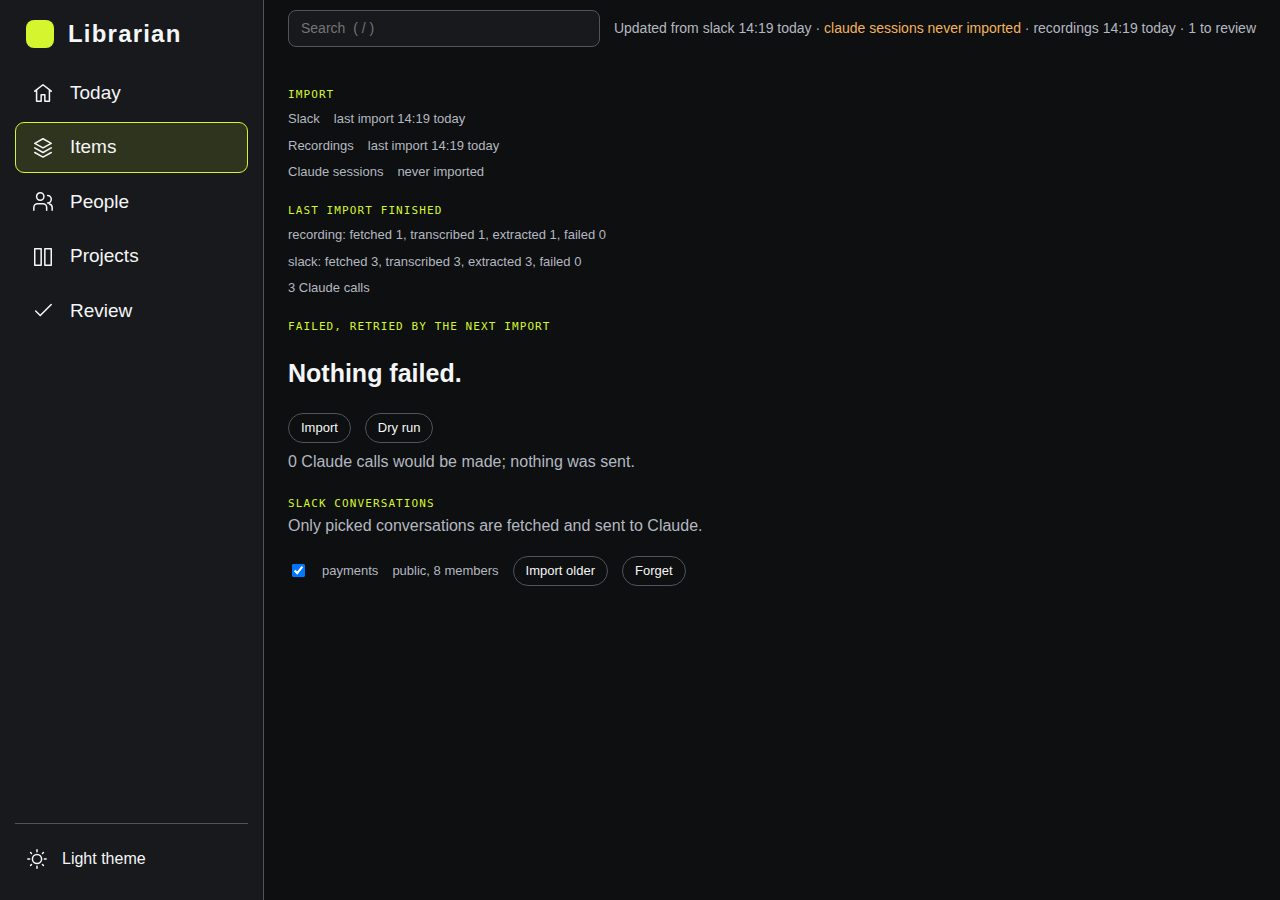 Librarian
Today
Items
People
Projects
Review
Light theme
Search ( / )
Updated from slack 14:19 today · claude sessions never imported · recordings 14:19 today · 1 to review
IMPORT
Slack last import 14:19 today
Recordings last import 14:19 today
Claude sessions never imported
LAST IMPORT FINISHED
recording: fetched 1, transcribed 1, extracted 1, failed 0
slack: fetched 3, transcribed 3, extracted 3, failed 0
3 Claude calls
FAILED, RETRIED BY THE NEXT IMPORT
Nothing failed.
Import Dry run
0 Claude calls would be made; nothing was sent.
SLACK CONVERSATIONS
Only picked conversations are fetched and sent to Claude.
payments public, 8 members Import older Forget